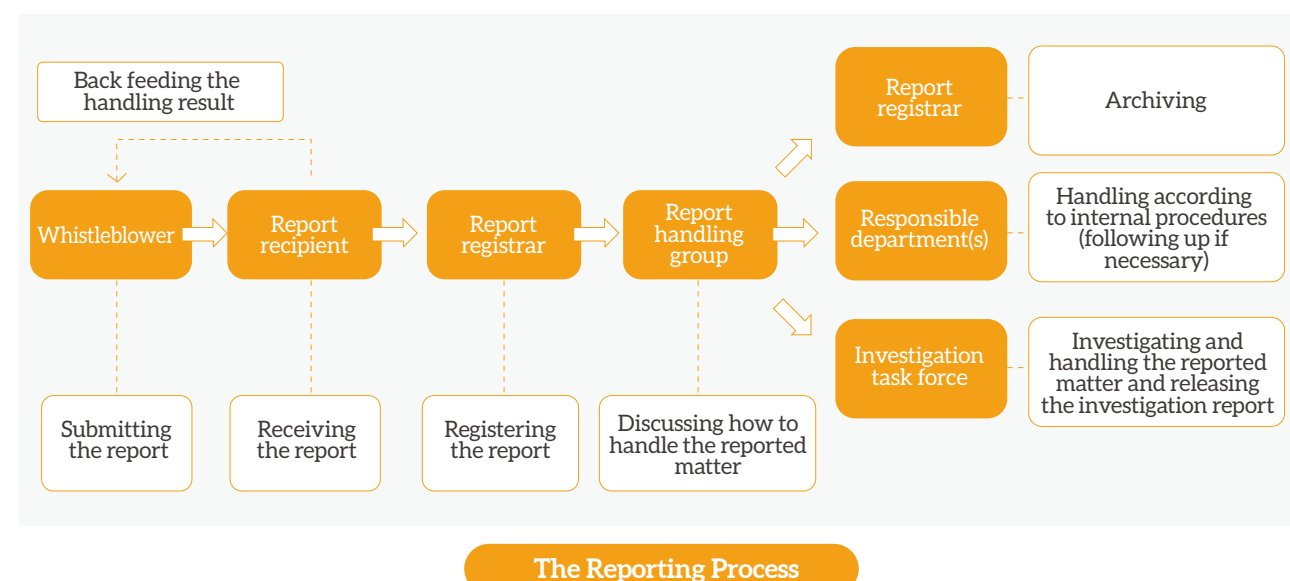 Back feeding the
handling result
Whistleblower
Report
recipient
Report
registrar
Report
handling
group
Report
registrar
Archiving
Responsible
department(s)
Handling according
to internal procedures
(following up if
necessary)
Investigation
task force
Investigating and
handling the reported
matter and releasing
the investigation report
Submitting
the report
Receiving
the report
Registering
the report
Discussing how to
handle the reported
matter
The Reporting Process